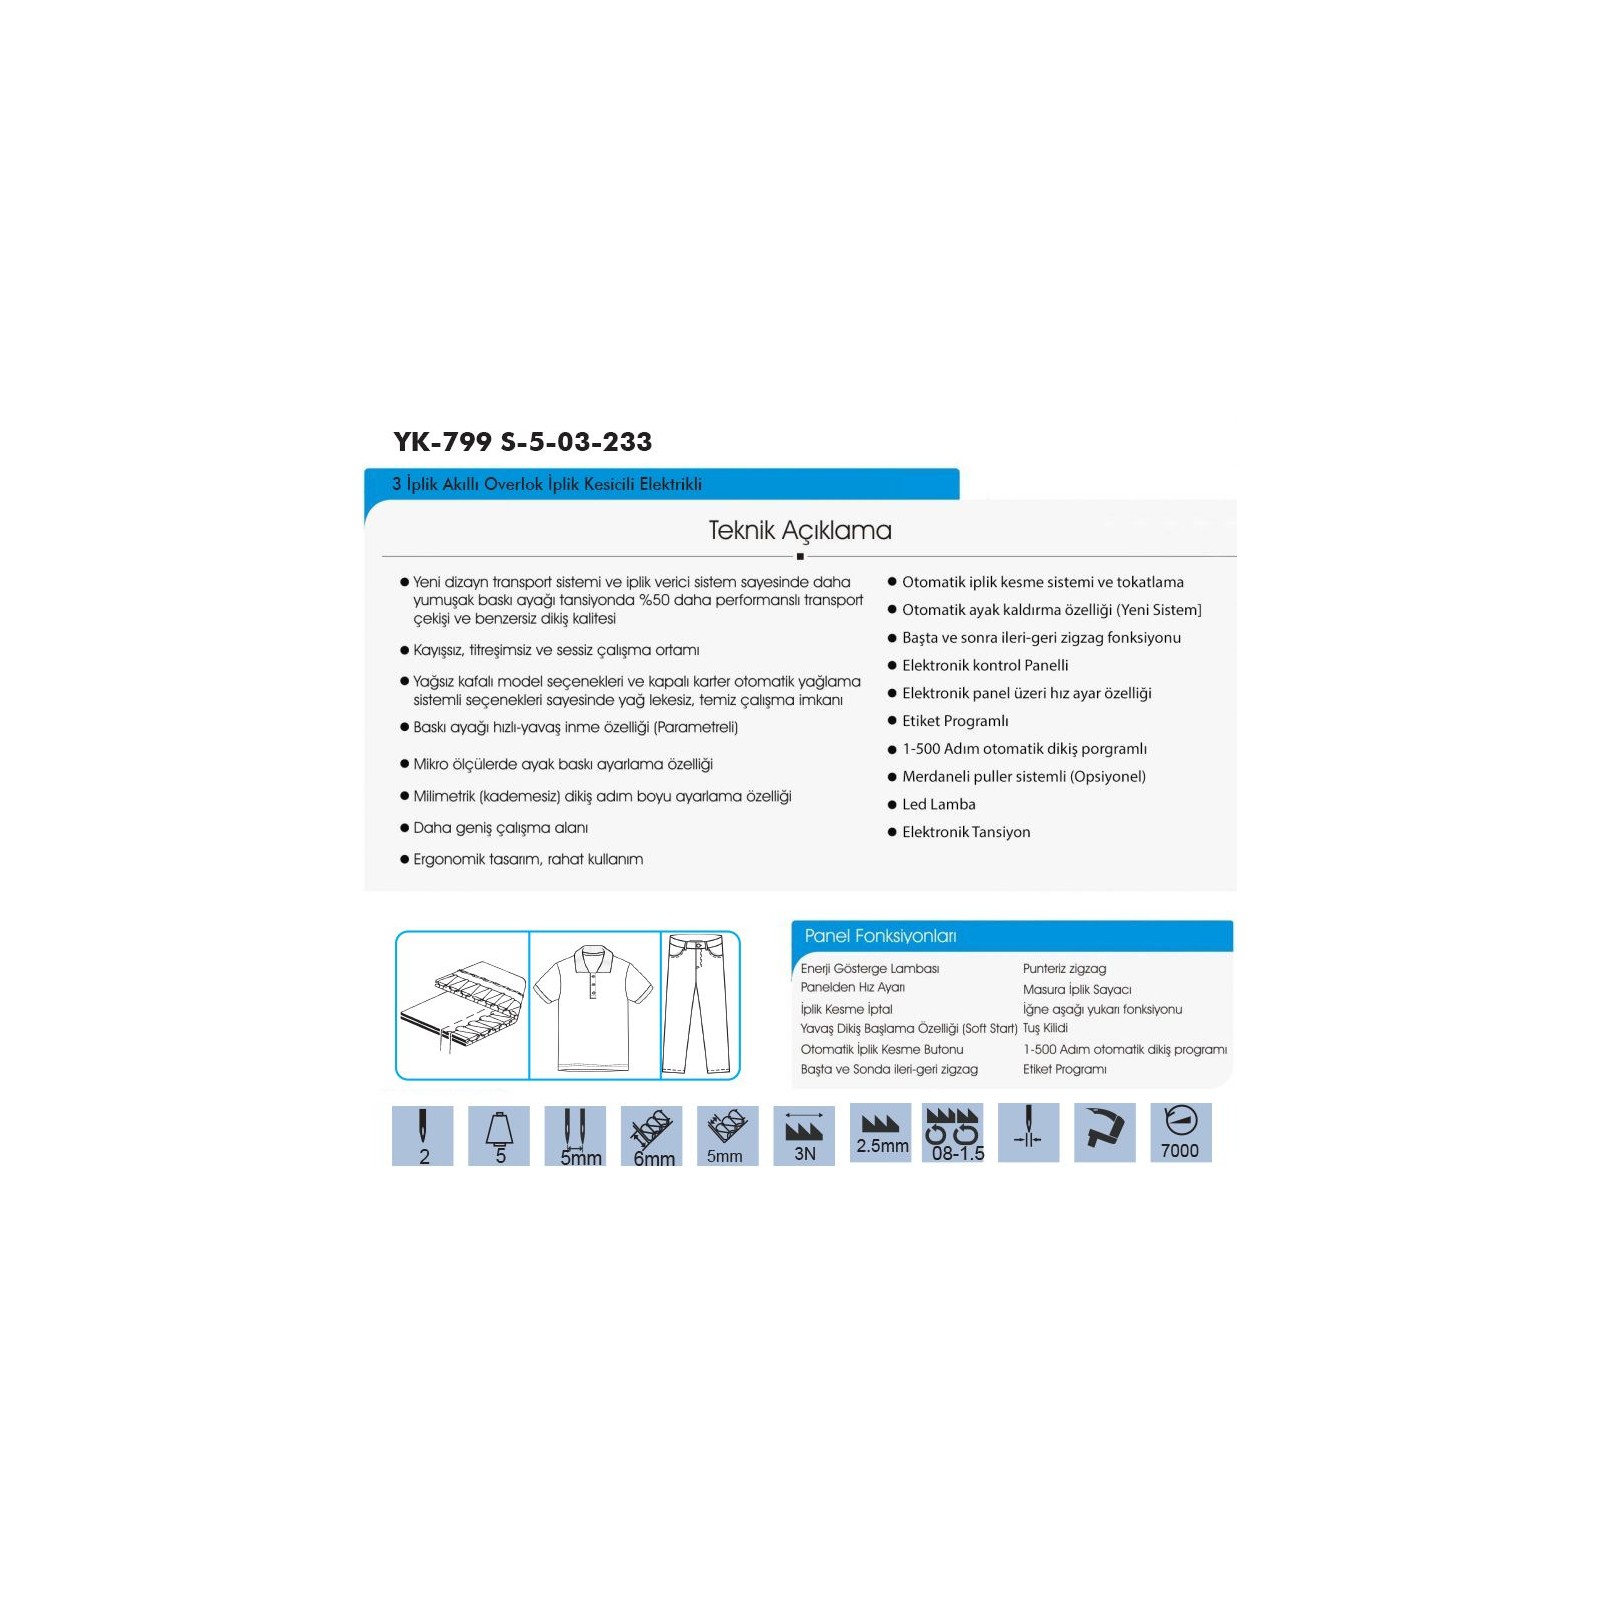 YK-799 S-5-03-233
3 İplik Akıllı Overlok İplik Kesicili Elektrikli
Teknik Açıklama
Yeni dizayn transport sistemi ve iplik verici sistem sayesinde daha
yumuşak baskı ayağı tansiyonda %50 daha performanslı transport
çekişi ve benzersiz dikiş kalitesi
Kayışsız, titreşimsiz ve sessiz çalışma ortamı
Yağsız kafalı model seçenekleri ve kapalı karter otomatik yağlama
sistemli seçenekleri sayesinde yağ lekesiz, temiz çalışma imkanı
Baskı ayağı hızlı-yavaş inme özelliği (Parametreli)
Mikro ölçülerde ayak baskı ayarlama özelliği
Milimetrik (kademesiz) dikiş adım boyu ayarlama özelliği
Daha geniş çalışma alanı
Ergonomik tasarım, rahat kullanım
Otomatik iplik kesme sistemi ve tokatlama
Otomatik ayak kaldırma özelliği (Yeni Sistem]
Başta ve sonra ileri-geri zigzag fonksiyonu
Elektronik kontrol Panelli
Elektronik panel üzeri hız ayar özelliği
Etiket Programlı
1-500 Adım otomatik dikiş porgramlı
Merdaneli puller sistemli (Opsiyonel)
Led Lamba
Elektronik Tansiyon
Panel Fonksiyonları
Enerji Gösterge Lambası
Panelden Hız Ayarı
İplik Kesme İptal
Yavaş Dikiş Başlama Özelliği (Soft Start)
Otomatik İplik Kesme Butonu
Başta ve Sonda ileri-geri zigzag
Punteriz zigzag
Masura İplik Sayacı
İğne aşağı yukarı fonksiyonu
Tuş Kilidi
1-500 Adım otomatik dikiş programı
Etiket Programı
2
5
5mm
6mm
5mm
3N
2.5mm
08-1.5
7000